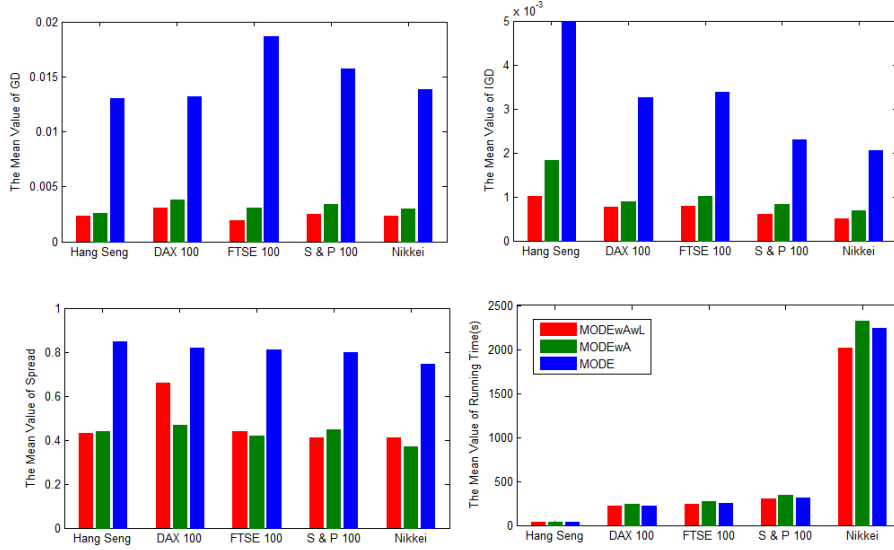 The Mean Value of GD
0.02
0.015
0.01
0.005
0
Hang Seng DAX 100 FTSE 100 S & P 100 Nikkei
The Mean Value of IGD
5 x 10⁻³
4
3
2
1
0
Hang Seng DAX 100 FTSE 100 S & P 100 Nikkei
The Mean Value of Spread
1
0.8
0.6
0.4
0.2
0
Hang Seng DAX 100 FTSE 100 S & P 100 Nikkei
The Mean Value of Running Time(s)
2500
2000
1500
1000
500
0
MODEwAwL
MODEwA
MODE
Hang Seng DAX 100 FTSE 100 S & P 100 Nikkei